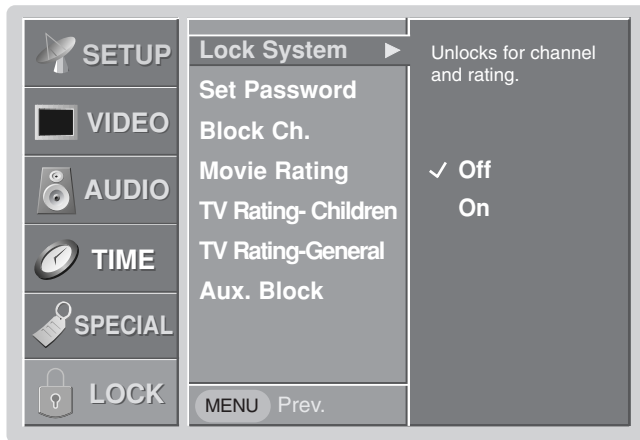 SETUP
VIDEO
AUDIO
TIME
SPECIAL
LOCK
Lock System
Set Password
Block Ch.
Movie Rating
TV Rating- Children
TV Rating-General
Aux. Block
MENU Prev.
Unlocks for channel
and rating.
✓ Off
On